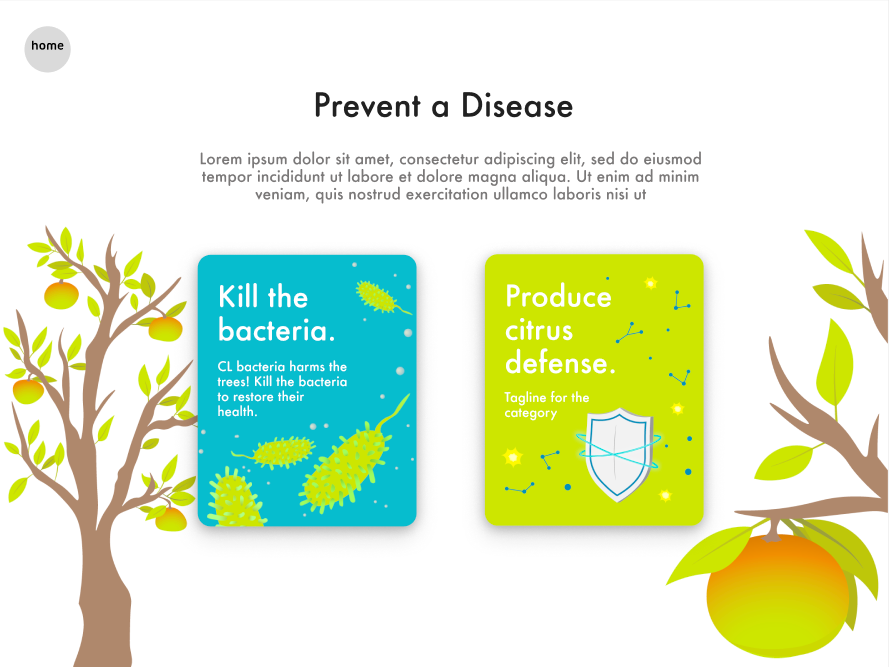 home
Prevent a Disease
Lorem ipsum dolor sit amet, consectetur adipiscing elit, sed do eiusmod
tempor incididunt ut labore et dolore magna aliqua. Ut enim ad minim
veniam, quis nostrud exercitation ullamco laboris nisi ut
Kill the
bacteria.
CL bacteria harms the
trees! Kill the bacteria
to restore their
health.
Produce
citrus
defense.
Tagline for the
category